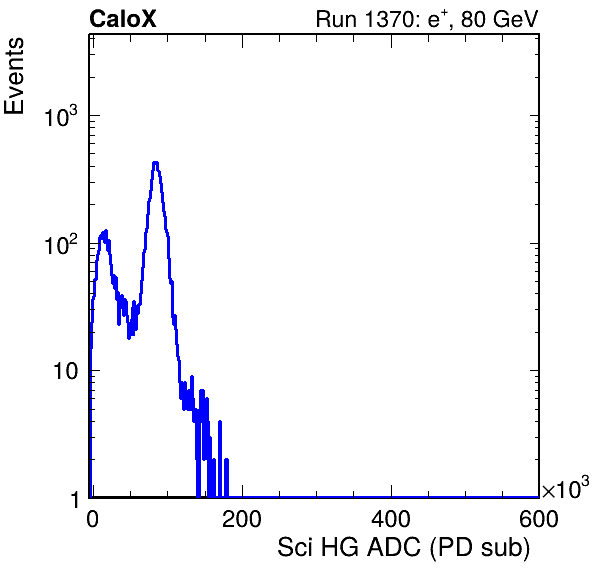 CaloX
Run 1370: e⁺, 80 GeV
Events
10³
10²
10
1
0
200
400
600
×10³
Sci HG ADC (PD sub)